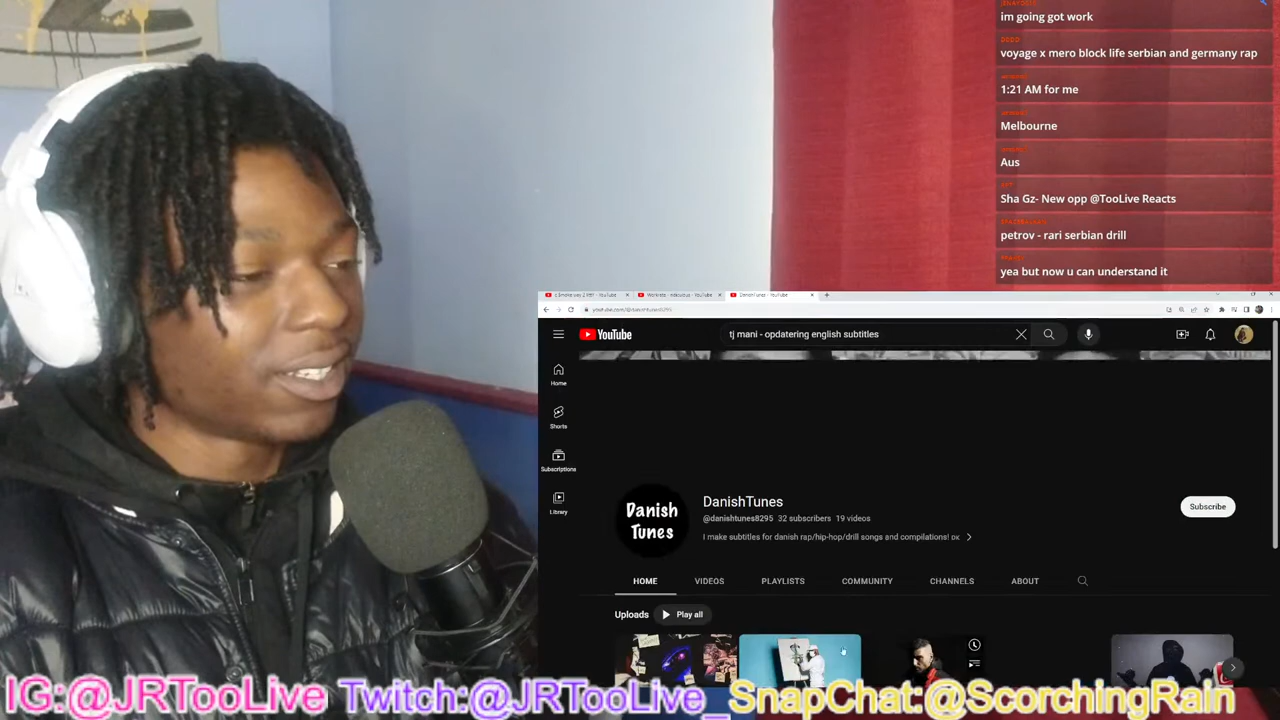 im going got work
voyage x mero block life serbian and germany rap
1:21 AM for me
Melbourne
Aus
Sha Gz- New opp @TooLive Reacts
petrov - rari serbian drill
yea but now u can understand it
DanishTunes - YouTube
YouTube
tj mani - opdatering english subtitles
Home
Shorts
Subscriptions
Library
Danish
Tunes
DanishTunes
@danishtunes8295 32 subscribers 19 videos
I make subtitles for danish rap/hip-hop/drill songs and compilations! DK
Subscribe
HOME VIDEOS PLAYLISTS COMMUNITY CHANNELS ABOUT
Uploads Play all
IG:@JRTooLive Twitch:@JRTooLive_SnapChat:@ScorchingRain